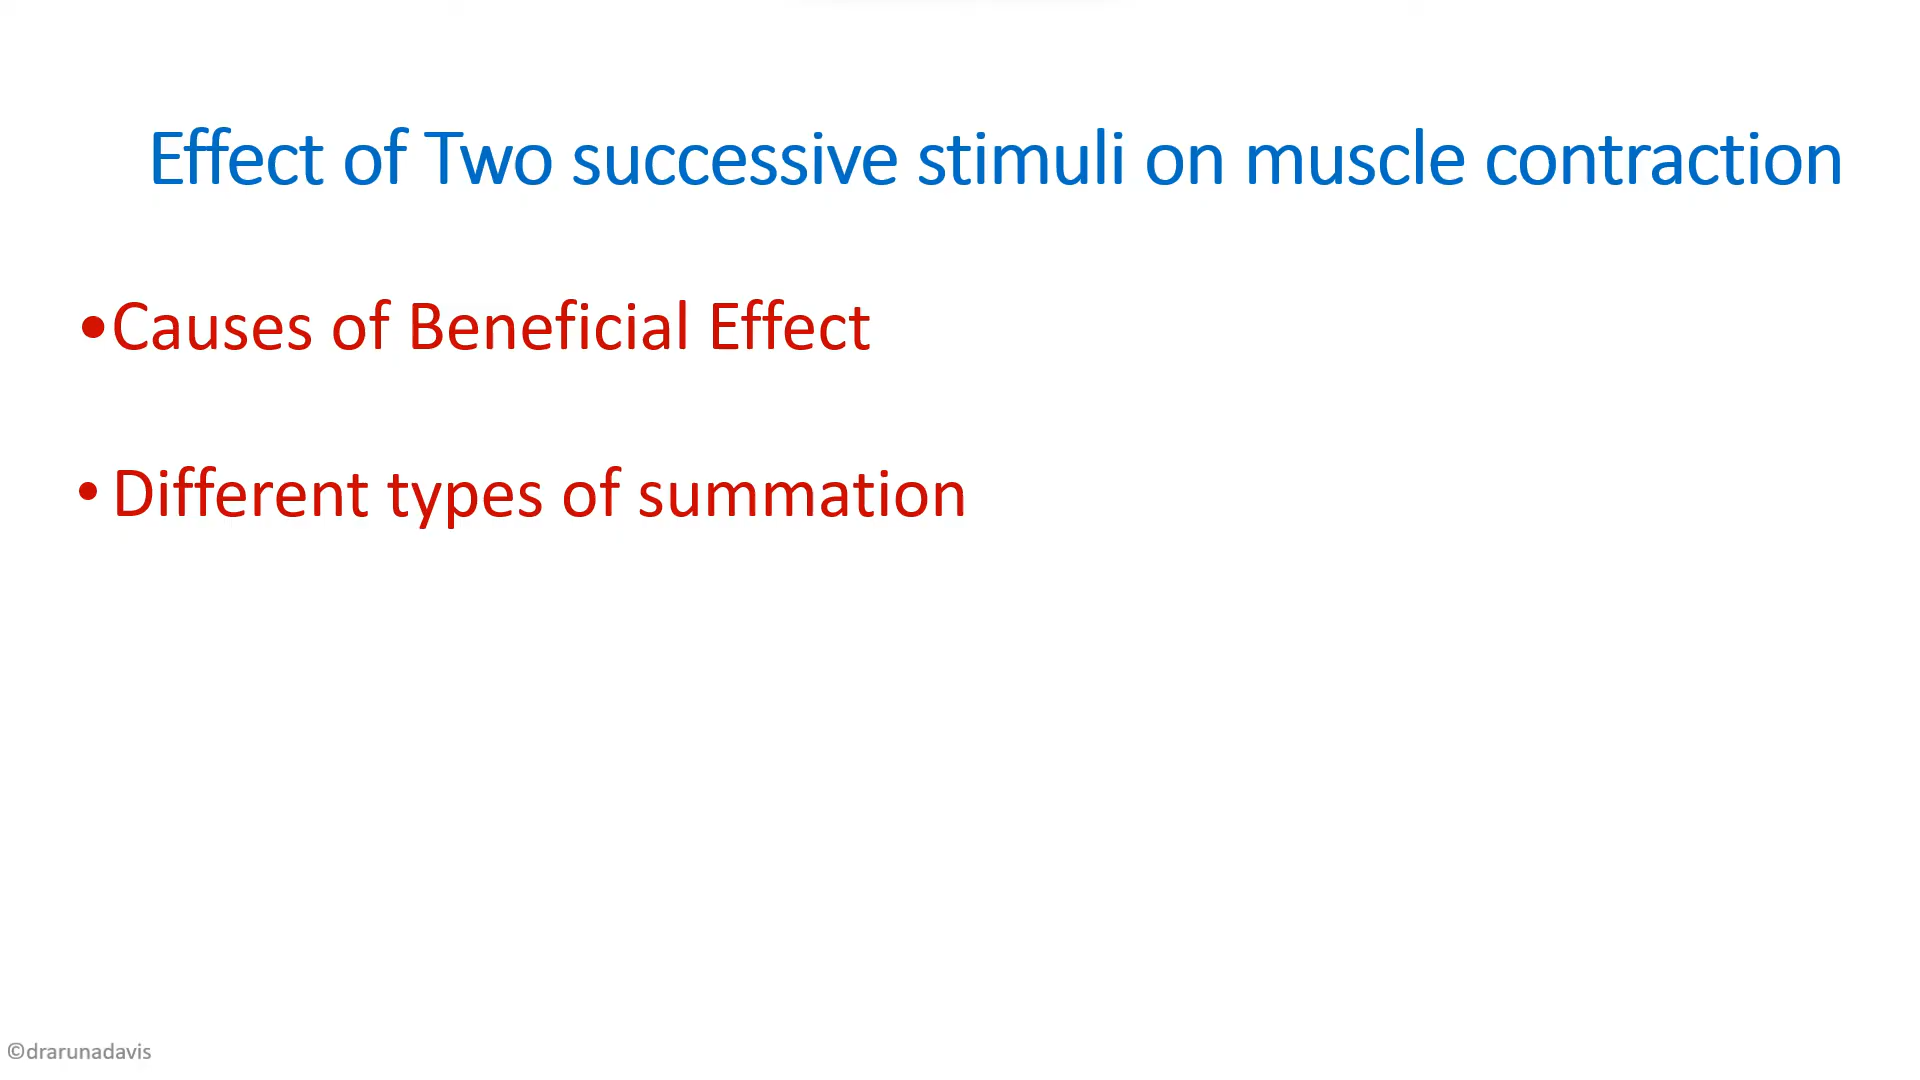 Effect of Two successive stimuli on muscle contraction
•Causes of Beneficial Effect
• Different types of summation
©drarunadavis